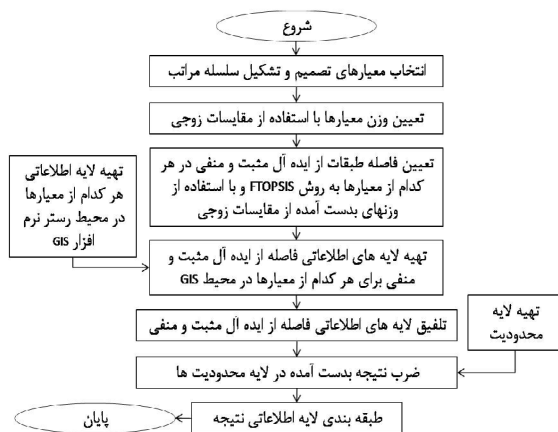 شروع
انتخاب معیارهای تصمیم و تشکیل سلسله مراتب
تعیین وزن معیارها با استفاده از مقایسات زوجی
تعیین فاصله طبقات از ایده آل مثبت و منفی در هر
کدام از معیارها به روش FTOPSIS و با استفاده از
وزنهای بدست آمده از مقایسات زوجی
تهیه لایه اطلاعاتی
هر کدام از معیارها
در محیط رستر نرم
افزار GIS
تهیه لایه های اطلاعاتی فاصله از ایده آل مثبت و
منفی برای هر کدام از معیارها در محیط GIS
تلفیق لایه های اطلاعاتی فاصله از ایده آل مثبت و منفی
تهیه لایه
محدودیت
ضرب نتیجه بدست آمده در لایه محدودیت ها
طبقه بندی لایه اطلاعاتی نتیجه
پایان